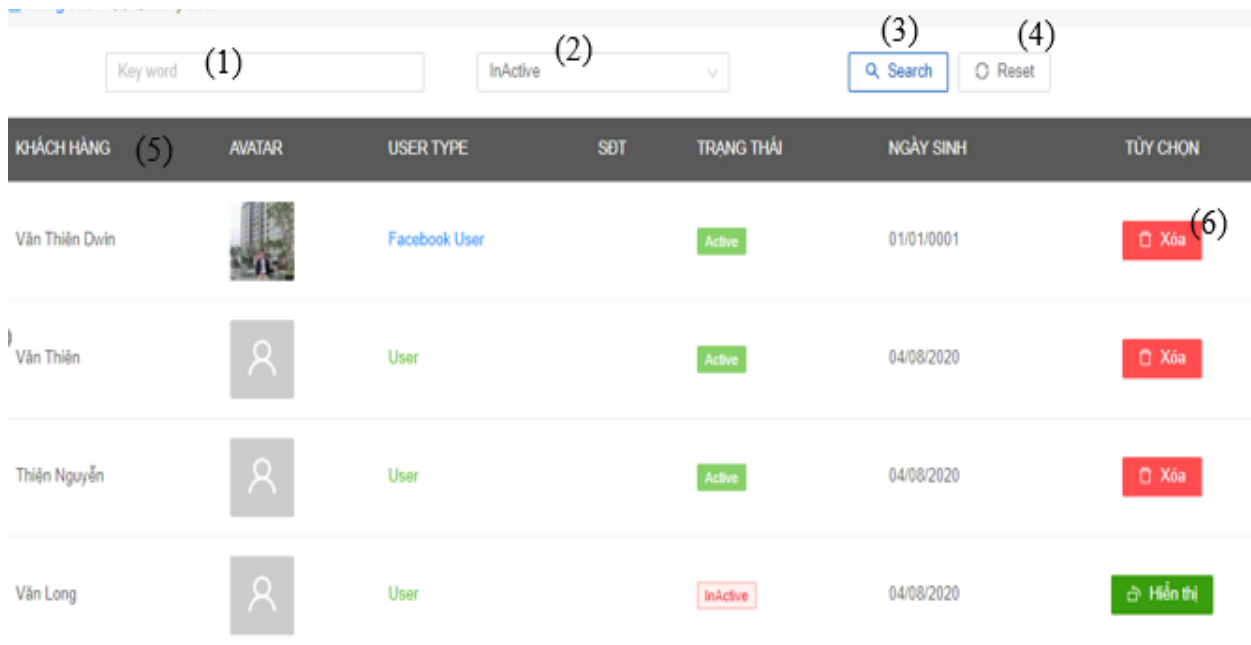 (3) (4)
Key word (1) InActive (2) Search Reset
KHÁCH HÀNG (5) AVATAR USER TYPE SĐT TRẠNG THÁI NGÀY SINH TÙY CHỌN
Văn Thiên Dwin Facebook User Active 01/01/0001 Xóa (6)
Văn Thiên User Active 04/08/2020 Xóa
Thiện Nguyễn User Active 04/08/2020 Xóa
Văn Long User InActive 04/08/2020 Hiển thị